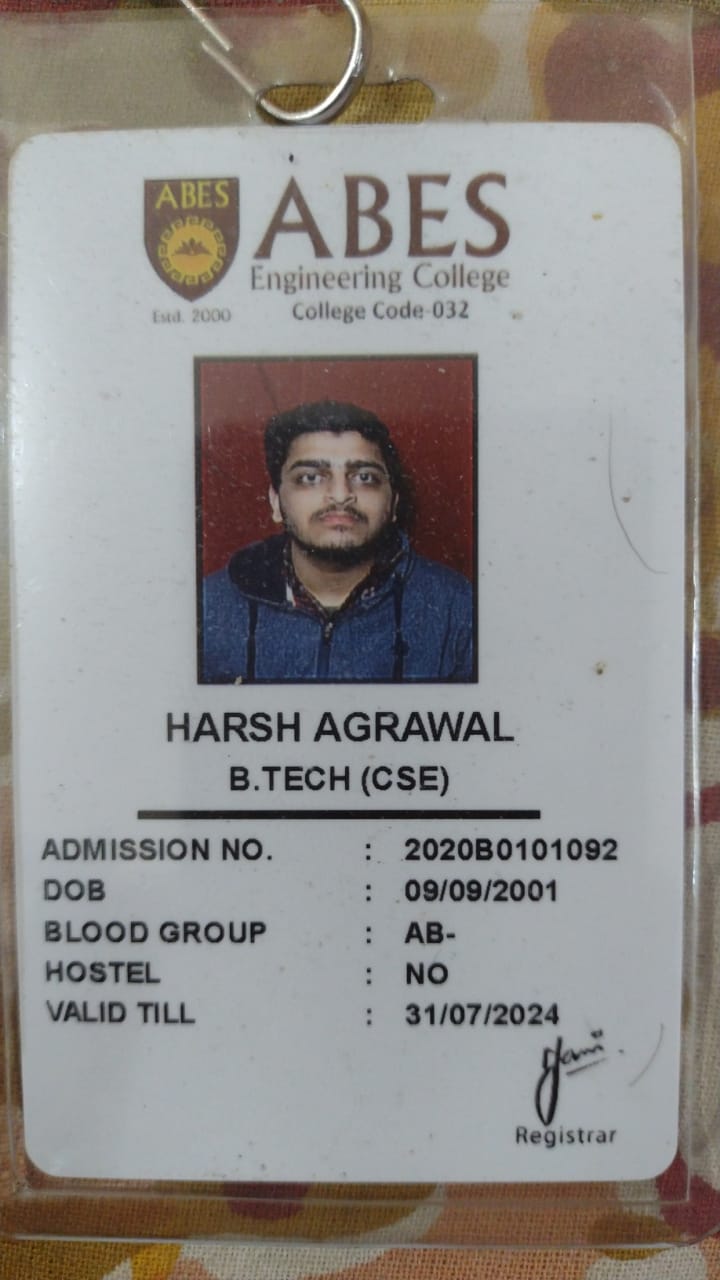 ABES
ABES
Engineering College
Estd. 2000
College Code-032
HARSH AGRAWAL
B.TECH (CSE)
ADMISSION NO. : 2020B0101092
DOB : 09/09/2001
BLOOD GROUP : AB-
HOSTEL : NO
VALID TILL : 31/07/2024
Registrar